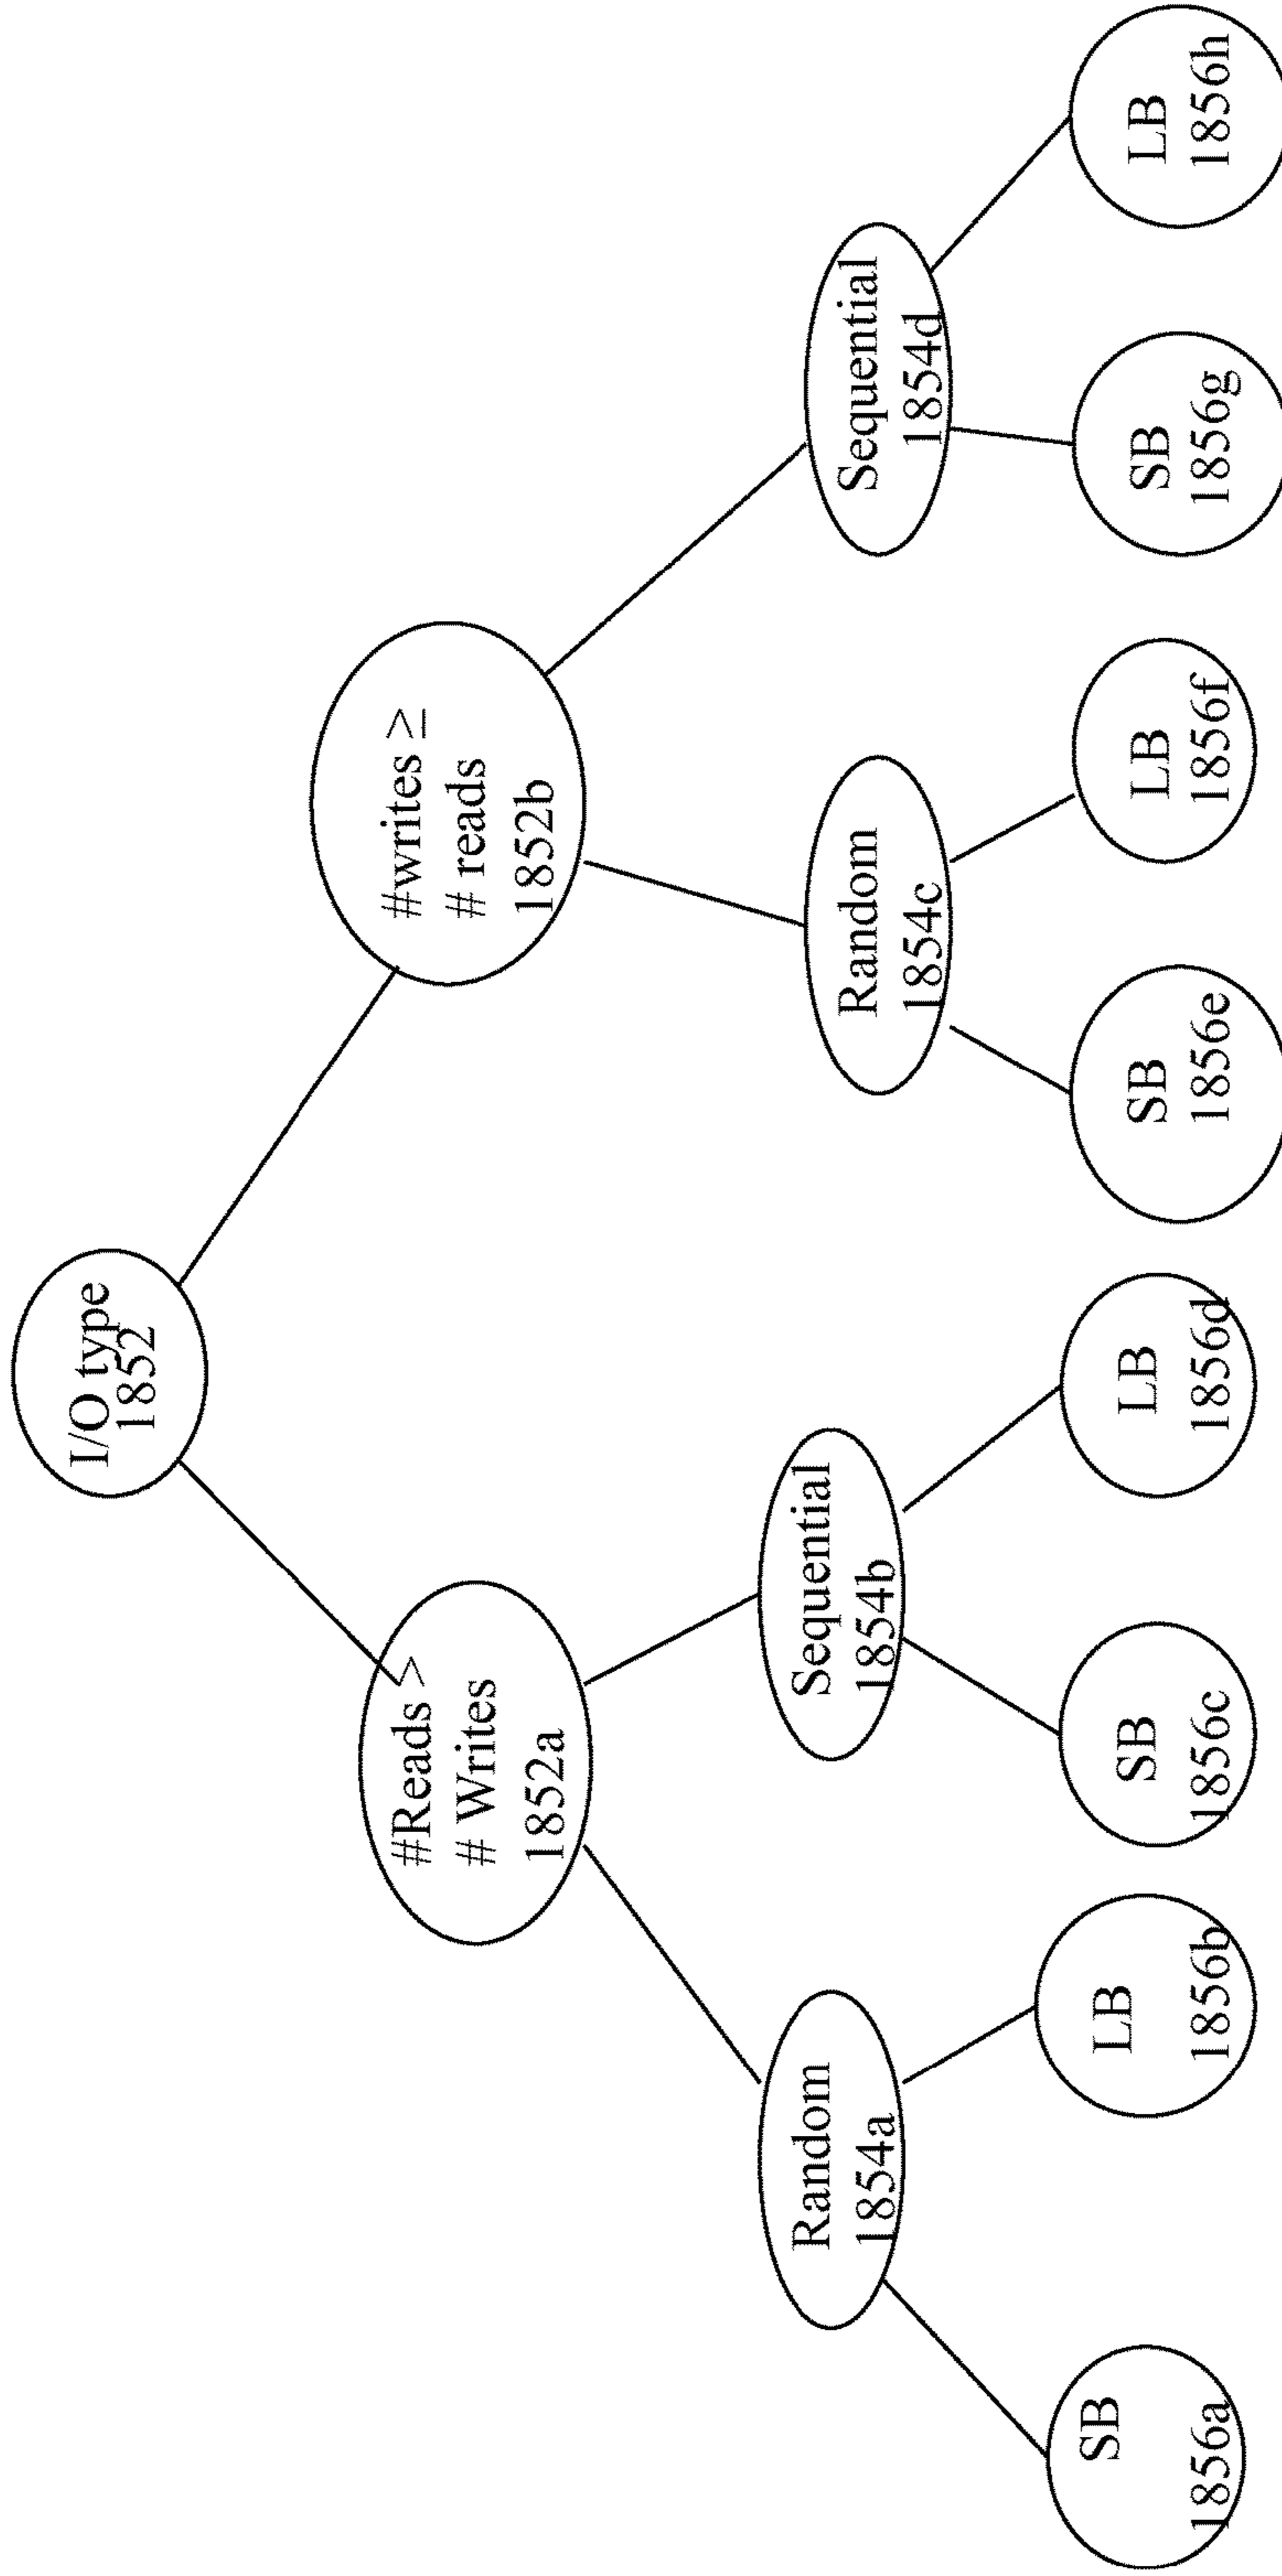 I/O type
1852
#Reads >
# Writes
1852a
#writes ≥
# reads
1852b
Random
1854a
Sequential
1854b
Random
1854c
Sequential
1854d
SB
1856a
LB
1856b
SB
1856c
LB
1856d
SB
1856e
LB
1856f
SB
1856g
LB
1856h